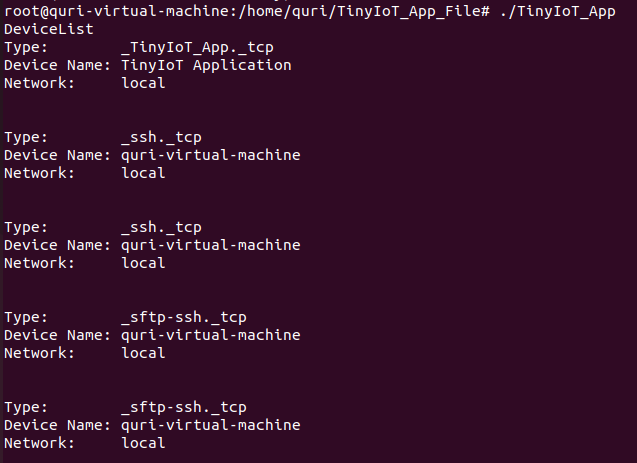 root@quri-virtual-machine:/home/quri/TinyIoT_App_File# ./TinyIoT_App
DeviceList
Type:        _TinyIoT_App._tcp
Device Name: TinyIoT Application
Network:     local
Type:        _ssh._tcp
Device Name: quri-virtual-machine
Network:     local
Type:        _ssh._tcp
Device Name: quri-virtual-machine
Network:     local
Type:        _sftp-ssh._tcp
Device Name: quri-virtual-machine
Network:     local
Type:        _sftp-ssh._tcp
Device Name: quri-virtual-machine
Network:     local